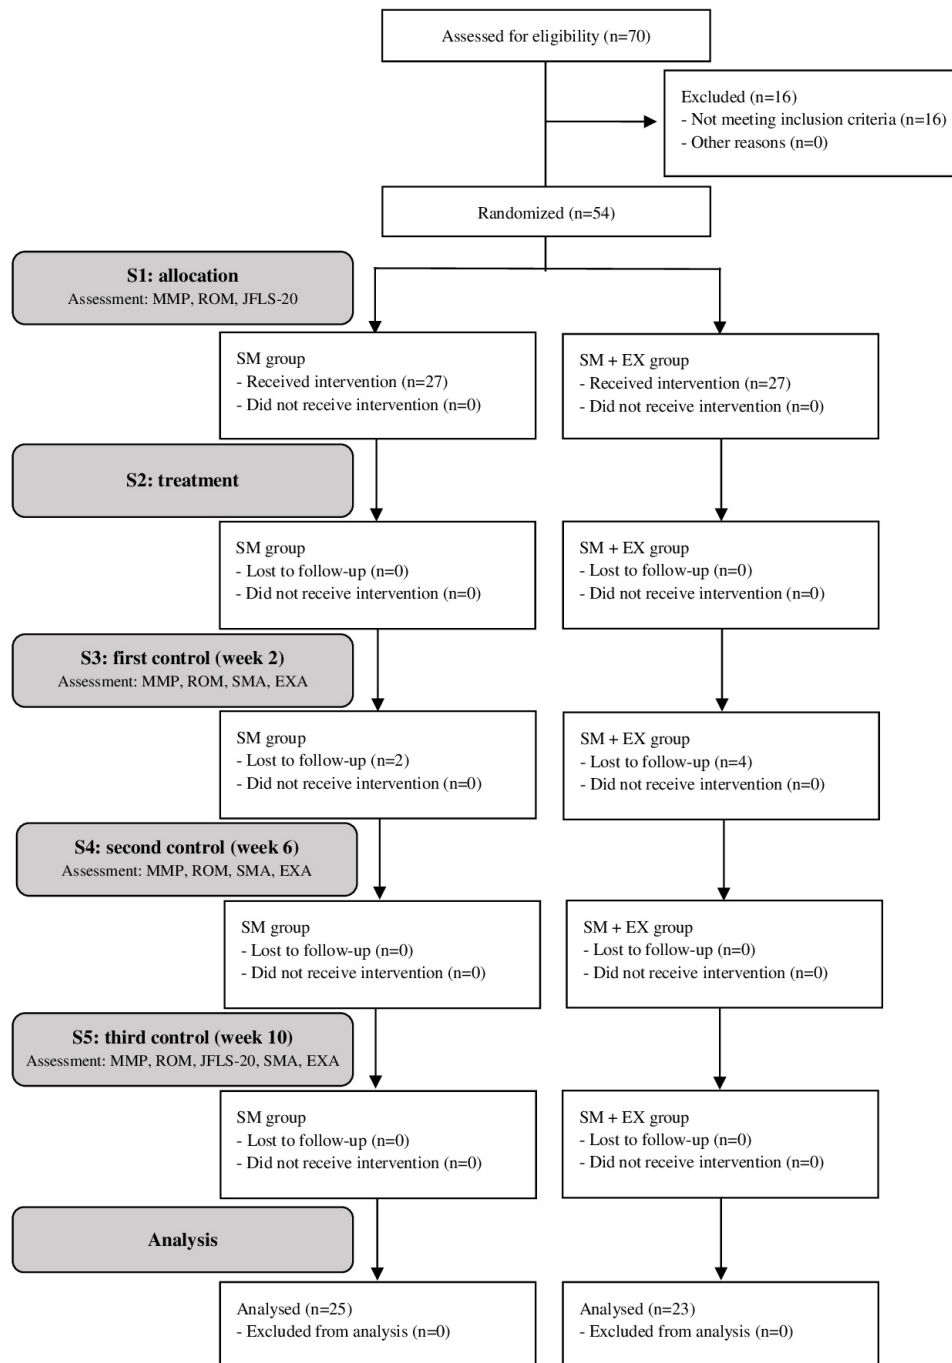 Assessed for eligibility (n=70)
Excluded (n=16)
- Not meeting inclusion criteria (n=16)
- Other reasons (n=0)
Randomized (n=54)
S1: allocation
Assessment: MMP, ROM, JFLS-20
SM group
- Received intervention (n=27)
- Did not receive intervention (n=0)
SM + EX group
- Received intervention (n=27)
- Did not receive intervention (n=0)
S2: treatment
SM group
- Lost to follow-up (n=0)
- Did not receive intervention (n=0)
SM + EX group
- Lost to follow-up (n=0)
- Did not receive intervention (n=0)
S3: first control (week 2)
Assessment: MMP, ROM, SMA, EXA
SM group
- Lost to follow-up (n=2)
- Did not receive intervention (n=0)
SM + EX group
- Lost to follow-up (n=4)
- Did not receive intervention (n=0)
S4: second control (week 6)
Assessment: MMP, ROM, SMA, EXA
SM group
- Lost to follow-up (n=0)
- Did not receive intervention (n=0)
SM + EX group
- Lost to follow-up (n=0)
- Did not receive intervention (n=0)
S5: third control (week 10)
Assessment: MMP, ROM, JFLS-20, SMA, EXA
SM group
- Lost to follow-up (n=0)
- Did not receive intervention (n=0)
SM + EX group
- Lost to follow-up (n=0)
- Did not receive intervention (n=0)
Analysis
Analysed (n=25)
- Excluded from analysis (n=0)
Analysed (n=23)
- Excluded from analysis (n=0)